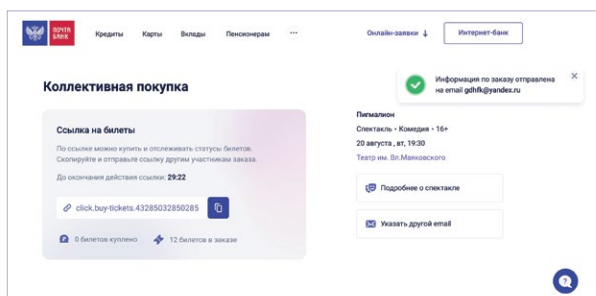 ПОЧТА БАНК
Кредиты Карты Вклады Пенсионерам ··· Онлайн-заявки ↓ Интернет-банк
Информация по заказу отправлена
на email gdhfk@yandex.ru
Коллективная покупка
Пигмалион
Спектакль • Комедия • 16+
20 августа , вт, 19:30
Театр им. Вл.Маяковского
Ссылка на билеты
По ссылке можно купить и отслеживать статусы билетов.
Скопируйте и отправьте ссылку другим участникам заказа.
До окончания действия ссылки: 29:22
click.buy-tickets.43285032850285
0 билетов куплено 12 билетов в заказе
Подробнее о спектакле
Указать другой email